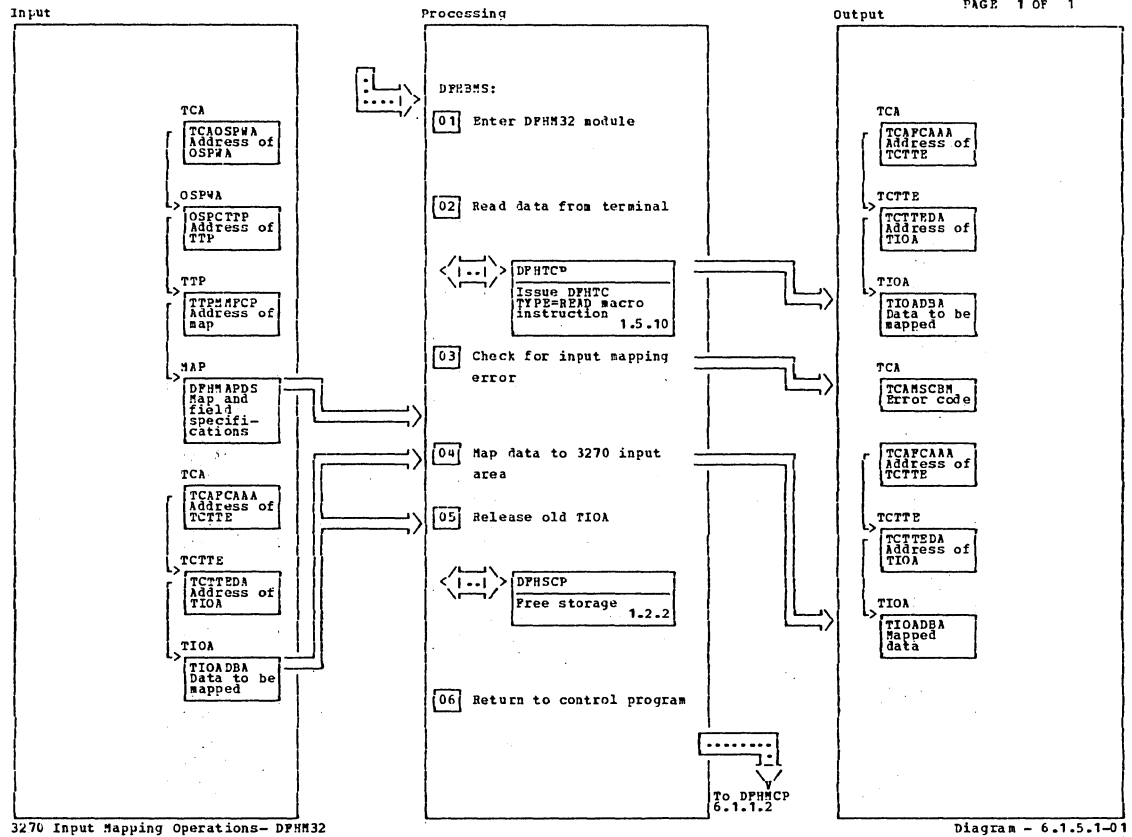 PAGE 1 OF 1
Input
TCA
TCAOSPWA
Address of
OSPWA
OSPWA
OSPCTTP
Address of
TTP
TTP
TTPMMPCP
Address of
map
MAP
DFHMAPDS
Map and
field
specifi-
cations
TCA
TCAFCAAA
Address of
TCTTE
TCTTE
TCTTEDA
Address of
TIOA
TIOA
TIOADBA
Data to be
mapped
Processing
DFHBMS:
01 Enter DFHM32 module
02 Read data from terminal
DFHTCP
Issue DFHTC
TYPE=READ macro
instruction
1.5.10
03 Check for input mapping
error
04 Map data to 3270 input
area
05 Release old TIOA
DFHSCP
Free storage
1.2.2
06 Return to control program
To DFHMCP
6.1.1.2
Output
TCA
TCAFCAAA
Address of
TCTTE
TCTTE
TCTTEDA
Address of
TIOA
TIOA
TIOADBA
Data to be
mapped
TCA
TCAMSCBM
Error code
TCAFCAAA
Address of
TCTTE
TCTTE
TCTTEDA
Address of
TIOA
TIOA
TIOADBA
Mapped
data
3270 Input Mapping Operations- DFHM32
Diagram - 6.1.5.1-01